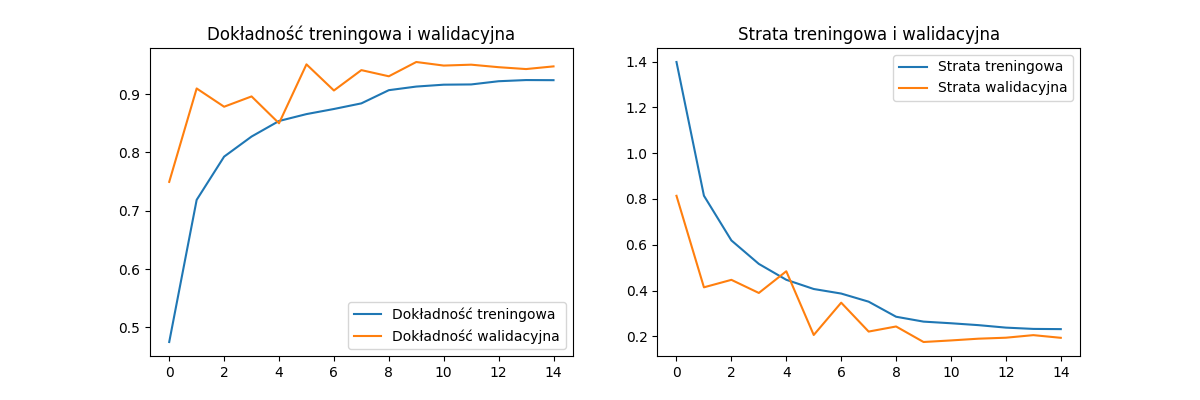 Dokładność treningowa i walidacyjna
0.9
0.8
0.7
0.6
0.5
Dokładność treningowa
Dokładność walidacyjna
0 2 4 6 8 10 12 14
Strata treningowa i walidacyjna
1.4
1.2
1.0
0.8
0.6
0.4
0.2
Strata treningowa
Strata walidacyjna
0 2 4 6 8 10 12 14